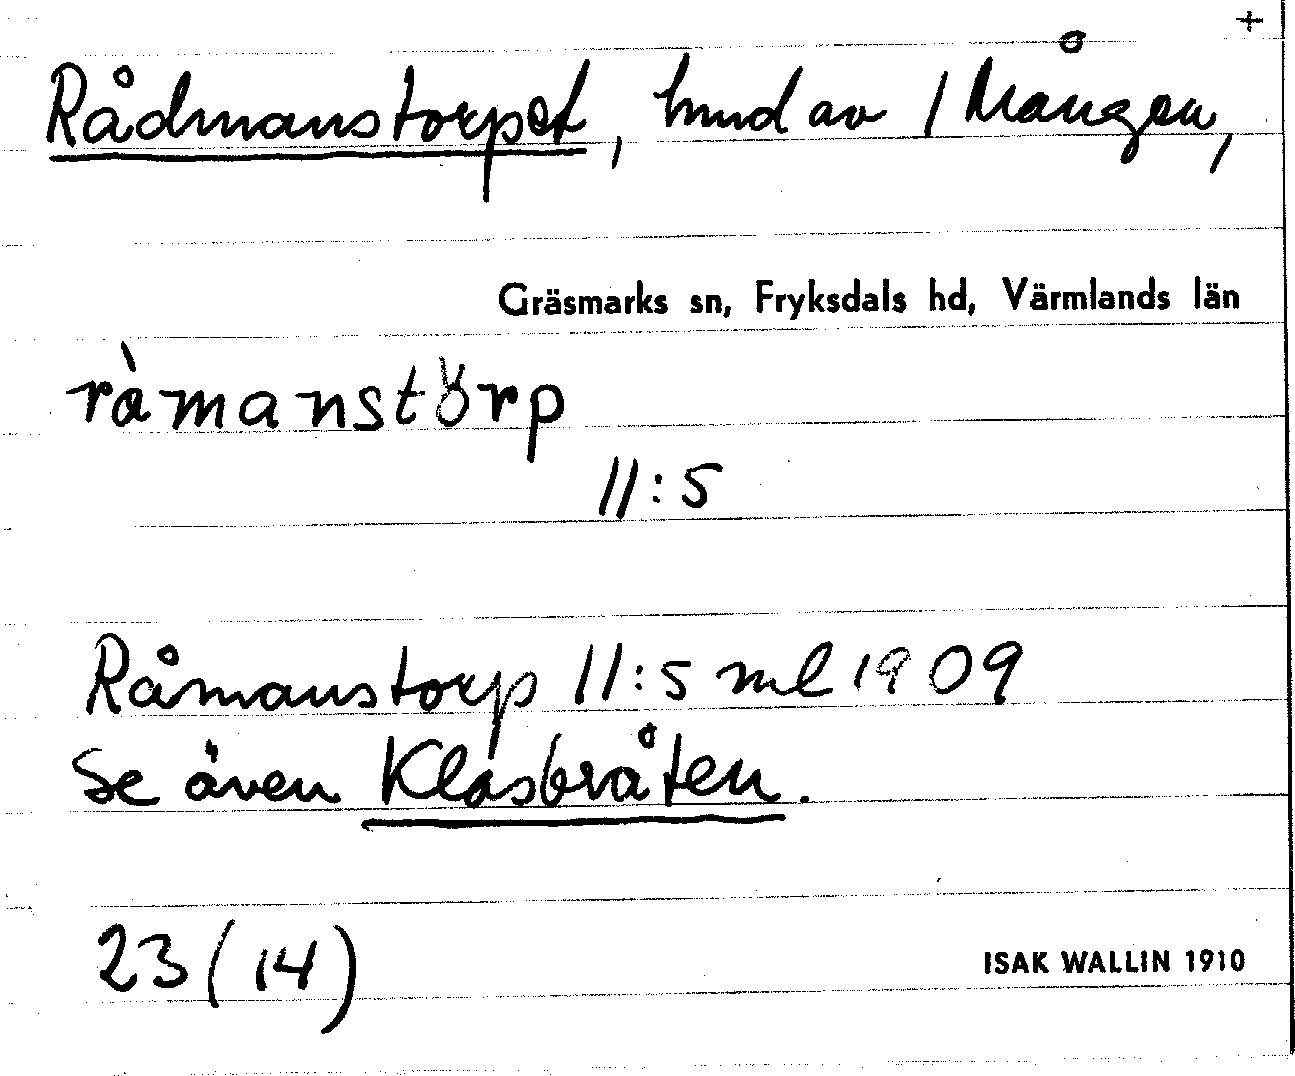 +
Rådmanstorpet, hmd av 1 Mången,
Gräsmarks sn, Fryksdals hd, Värmlands län
ràmanstörp
11:5
Råmanstorp 11:5 ml 1909
Se även Klasbråten.
23 (14)
ISAK WALLIN 1910